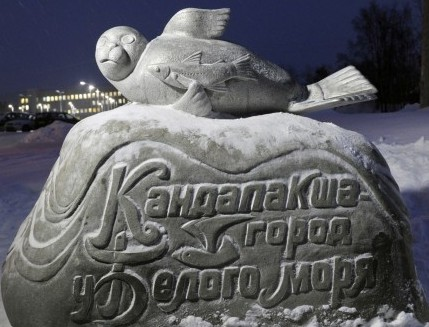 Кандалакша-
город
у Белого моря